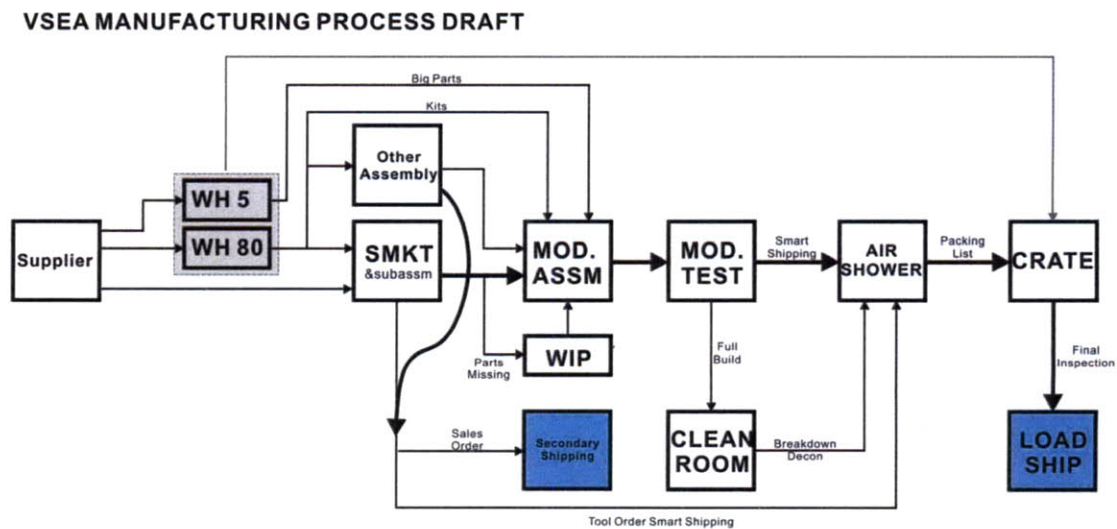 VSEA MANUFACTURING PROCESS DRAFT
Big Parts
Kits
Other
Assembly
WH 5
WH 80
Supplier
SMKT
&subassm
MOD.
ASSM
MOD.
TEST
Smart
Shipping
AIR
SHOWER
Packing
List
CRATE
Parts
Missing
WIP
Full
Build
Final
Inspection
Sales
Order
Secondary
Shipping
CLEAN
ROOM
Breakdown
Decon
LOAD
SHIP
Tool Order Smart Shipping